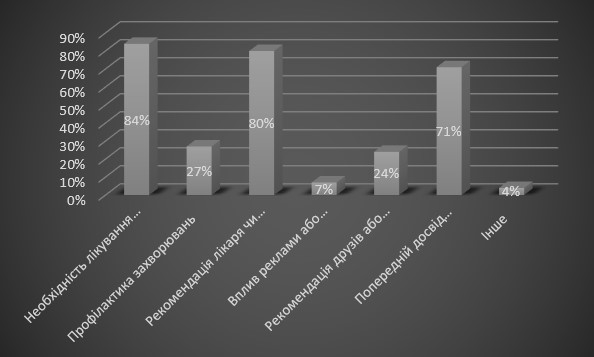 90%
80%
70%
60%
50%
40%
30%
20%
10%
0%
84%
27%
80%
7%
24%
71%
4%
Необхідність лікування…
Профілактика захворювань
Рекомендація лікаря чи…
Вплив реклами або…
Рекомендація друзів або…
Попередній досвід…
Інше